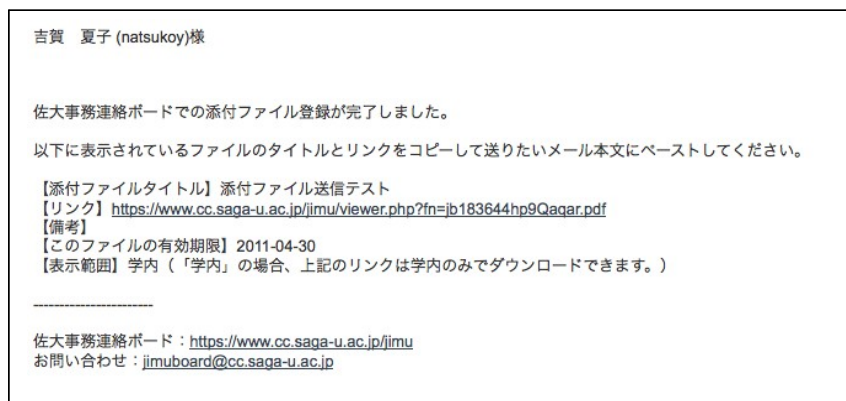 吉賀　夏子 (natsukoy)様
佐大事務連絡ボードでの添付ファイル登録が完了しました。
以下に表示されているファイルのタイトルとリンクをコピーして送りたいメール本文にペーストしてください。
【添付ファイルタイトル】添付ファイル送信テスト
【リンク】https://www.cc.saga-u.ac.jp/jimu/viewer.php?fn=jb183644hp9Qaqar.pdf
【備考】
【このファイルの有効期限】2011-04-30
【表示範囲】学内（「学内」の場合、上記のリンクは学内のみでダウンロードできます。）
-----------------------
佐大事務連絡ボード：https://www.cc.saga-u.ac.jp/jimu
お問い合わせ：jimuboard@cc.saga-u.ac.jp